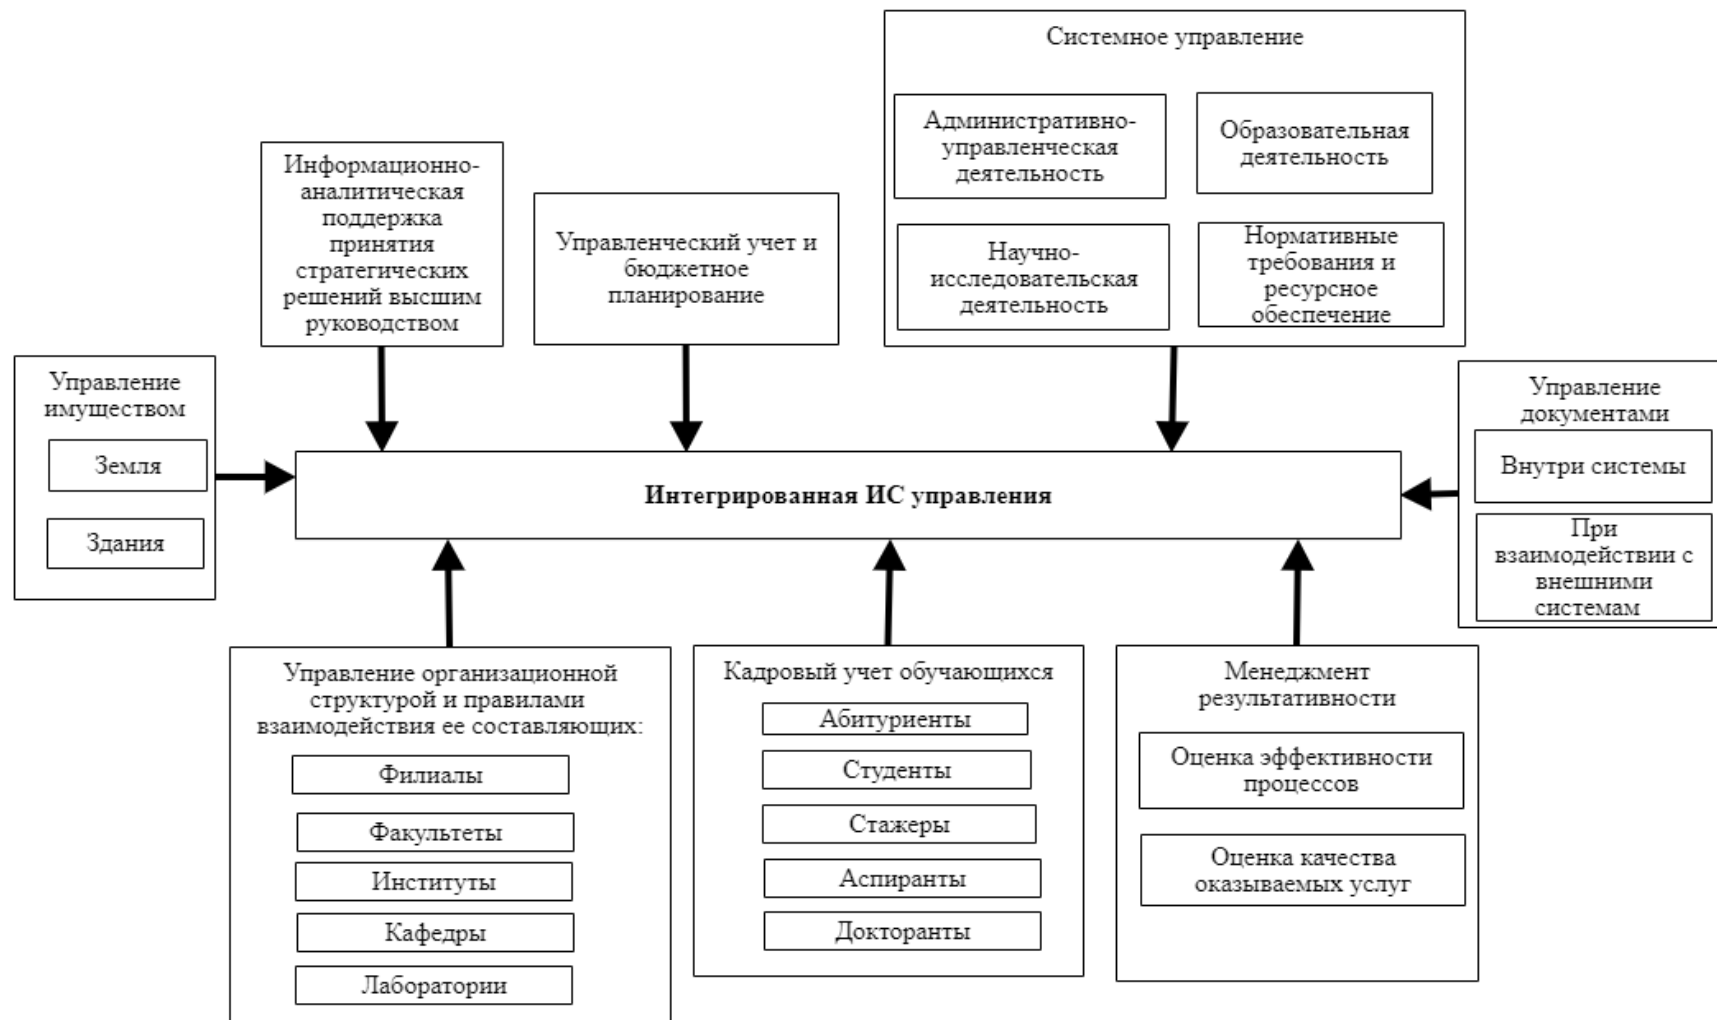 Системное управление
Административно-
управленческая
деятельность
Образовательная
деятельность
Научно-
исследовательская
деятельность
Нормативные
требования и
ресурсное
обеспечение
Информационно-
аналитическая
поддержка
принятия
стратегических
решений высшим
руководством
Управленческий учет и
бюджетное
планирование
Управление
имуществом
Земля
Здания
Управление
документами
Внутри системы
При
взаимодействии с
внешними
системам
Интегрированная ИС управления
Управление организационной
структурой и правилами
взаимодействия ее составляющих:
Филиалы
Факультеты
Институты
Кафедры
Лаборатории
Кадровый учет обучающихся
Абитуриенты
Студенты
Стажеры
Аспиранты
Докторанты
Менеджмент
результативности
Оценка эффективности
процессов
Оценка качества
оказываемых услуг